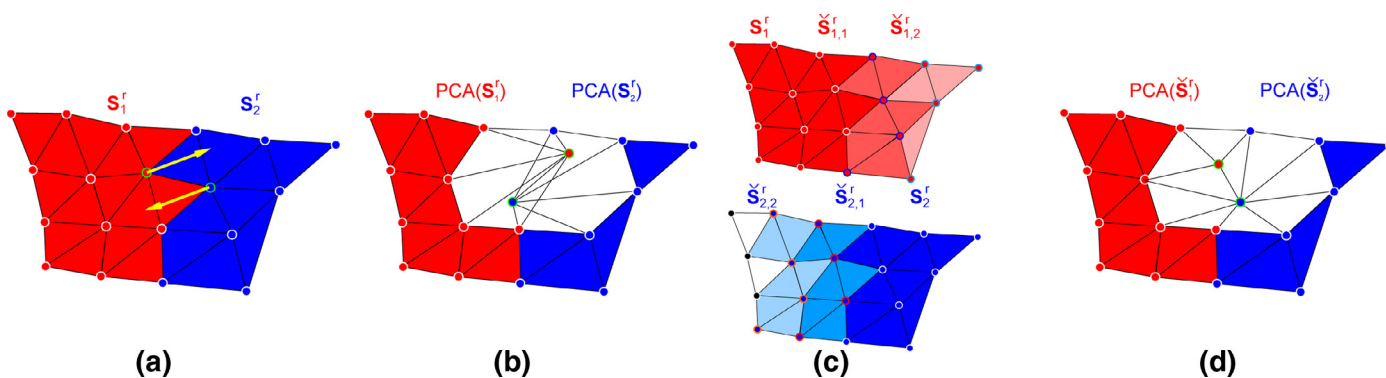 S₁ʳ S₂ʳ
PCA(S₁ʳ) PCA(S₂ʳ)
S₁ʳ Š₁,₁ʳ Š₁,₂ʳ
Š₂,₂ʳ Š₂,₁ʳ S₂ʳ
PCA(Š₁ʳ) PCA(Š₂ʳ)
(a) (b) (c) (d)